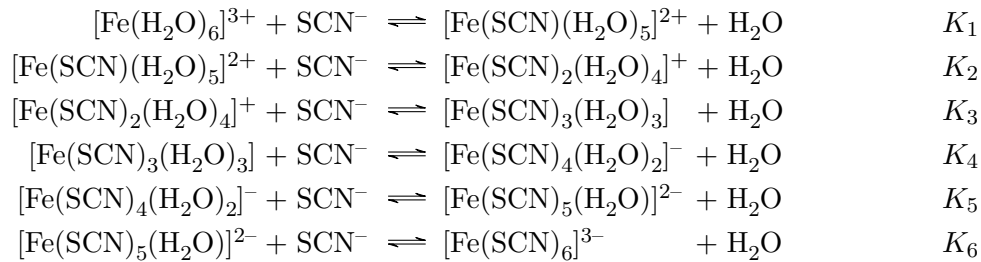 [Fe(H₂O)₆]³⁺ + SCN⁻ ⇌ [Fe(SCN)(H₂O)₅]²⁺ + H₂O K₁
[Fe(SCN)(H₂O)₅]²⁺ + SCN⁻ ⇌ [Fe(SCN)₂(H₂O)₄]⁺ + H₂O K₂
[Fe(SCN)₂(H₂O)₄]⁺ + SCN⁻ ⇌ [Fe(SCN)₃(H₂O)₃] + H₂O K₃
[Fe(SCN)₃(H₂O)₃] + SCN⁻ ⇌ [Fe(SCN)₄(H₂O)₂]⁻ + H₂O K₄
[Fe(SCN)₄(H₂O)₂]⁻ + SCN⁻ ⇌ [Fe(SCN)₅(H₂O)]²⁻ + H₂O K₅
[Fe(SCN)₅(H₂O)]²⁻ + SCN⁻ ⇌ [Fe(SCN)₆]³⁻ + H₂O K₆